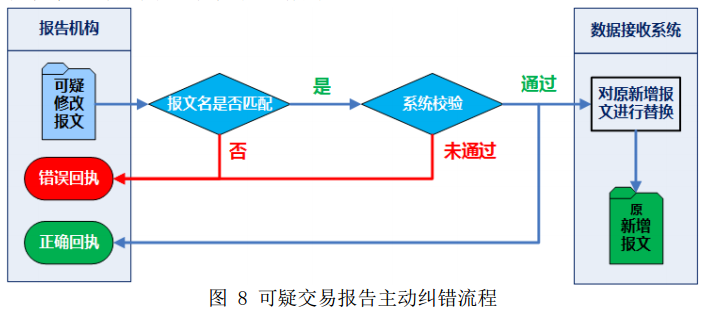 报告机构
数据接收系统
可疑
修改
报文
报文名是否匹配
是
系统校验
通过
对原新增报
文进行替换
否
未通过
错误回执
正确回执
原
新增
报文
图 8 可疑交易报告主动纠错流程